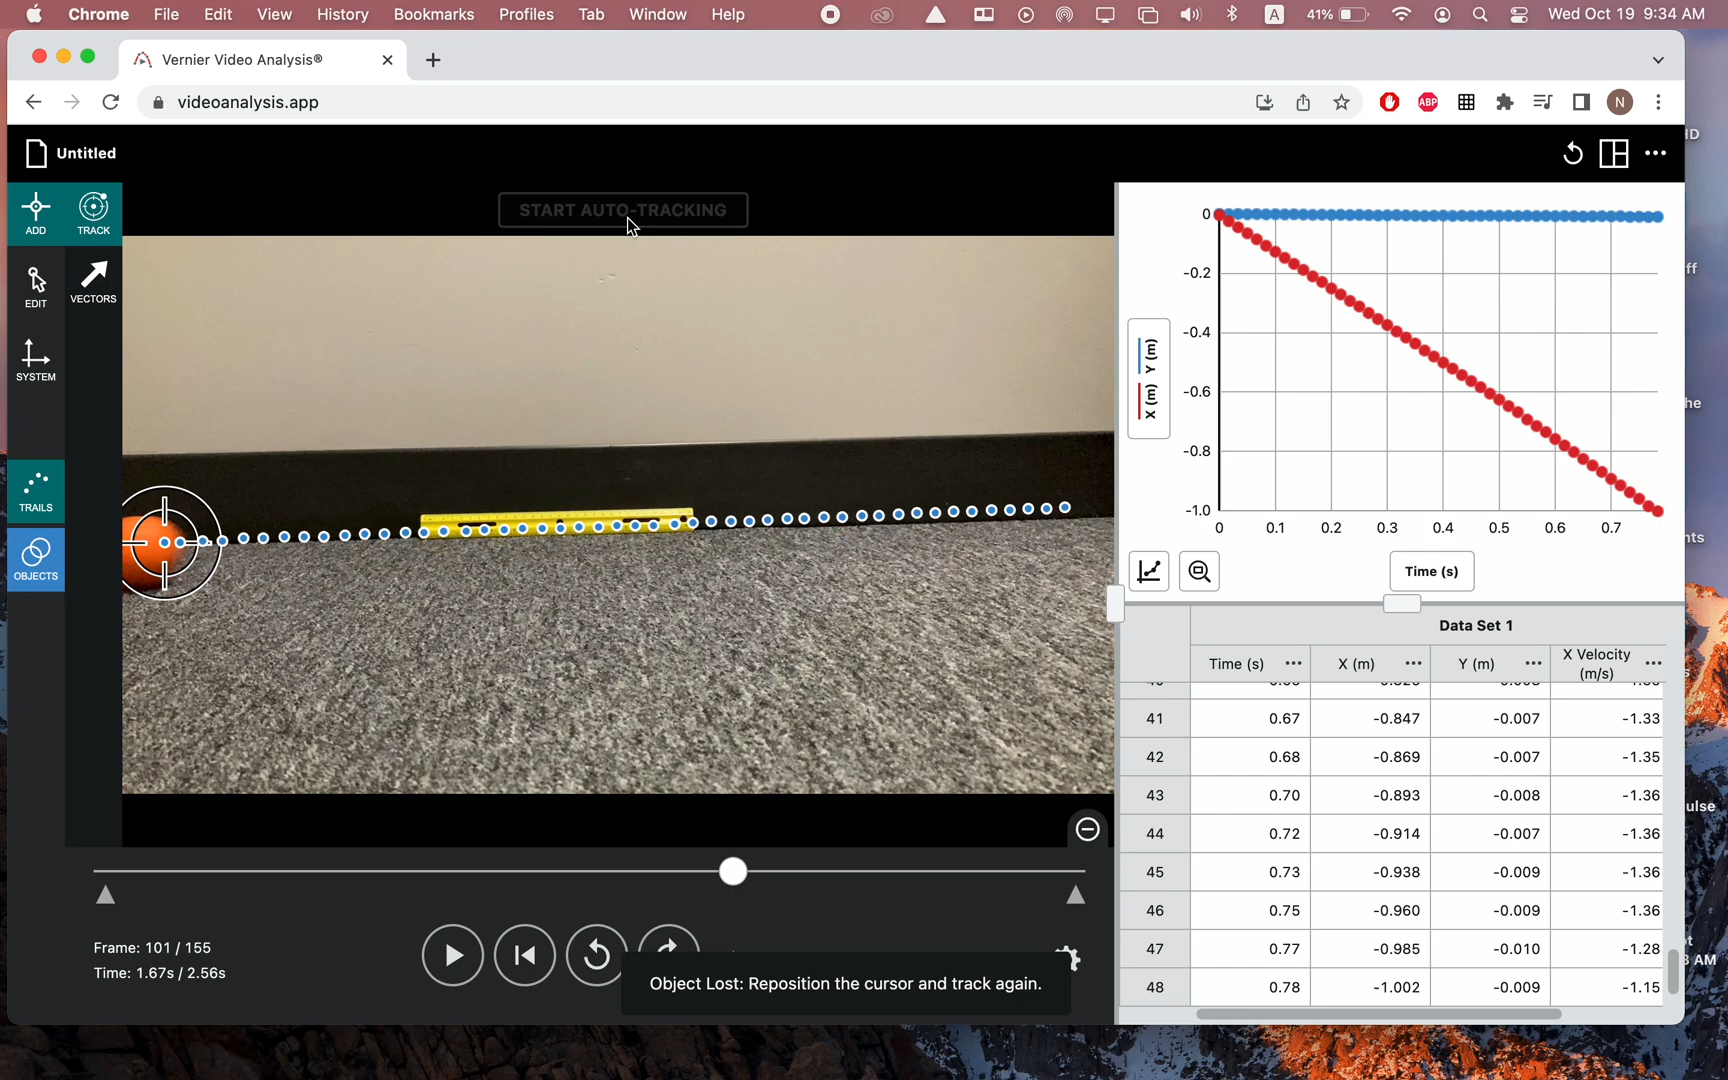 Chrome File Edit View History Bookmarks Profiles Tab Window Help A 41% Wed Oct 19 9:34 AM
Vernier Video Analysis®
videoanalysis.app
ABP
N
Untitled
ADD TRACK
EDIT VECTORS
SYSTEM
TRAILS
OBJECTS
START AUTO-TRACKING
Frame: 101 / 155
Time: 1.67s / 2.56s
Object Lost: Reposition the cursor and track again.
X (m) Y (m)
0
-0.2
-0.4
-0.6
-0.8
-1.0
0 0.1 0.2 0.3 0.4 0.5 0.6 0.7
Time (s)
Data Set 1
Time (s) X (m) Y (m) X Velocity
(m/s)
41 0.67 -0.847 -0.007 -1.33
42 0.68 -0.869 -0.007 -1.35
43 0.70 -0.893 -0.008 -1.36
44 0.72 -0.914 -0.007 -1.36
45 0.73 -0.938 -0.009 -1.36
46 0.75 -0.960 -0.009 -1.36
47 0.77 -0.985 -0.010 -1.28
48 0.78 -1.002 -0.009 -1.15